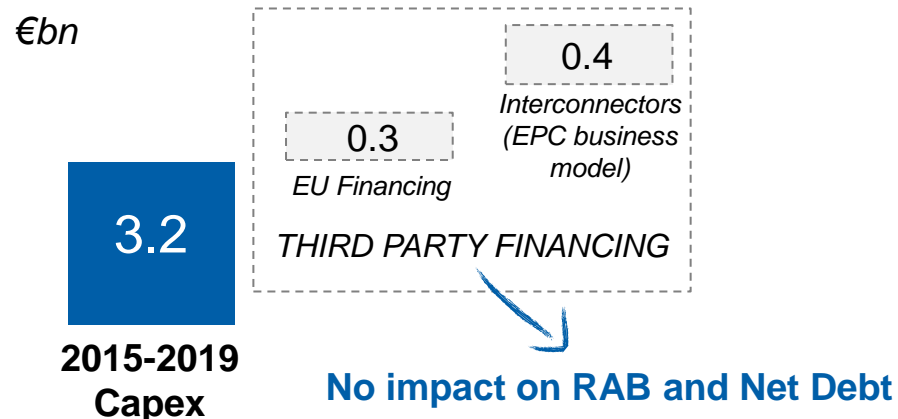 €bn
0.4
Interconnectors
(EPC business
model)
0.3
EU Financing
3.2
THIRD PARTY FINANCING
2015-2019
Capex
No impact on RAB and Net Debt